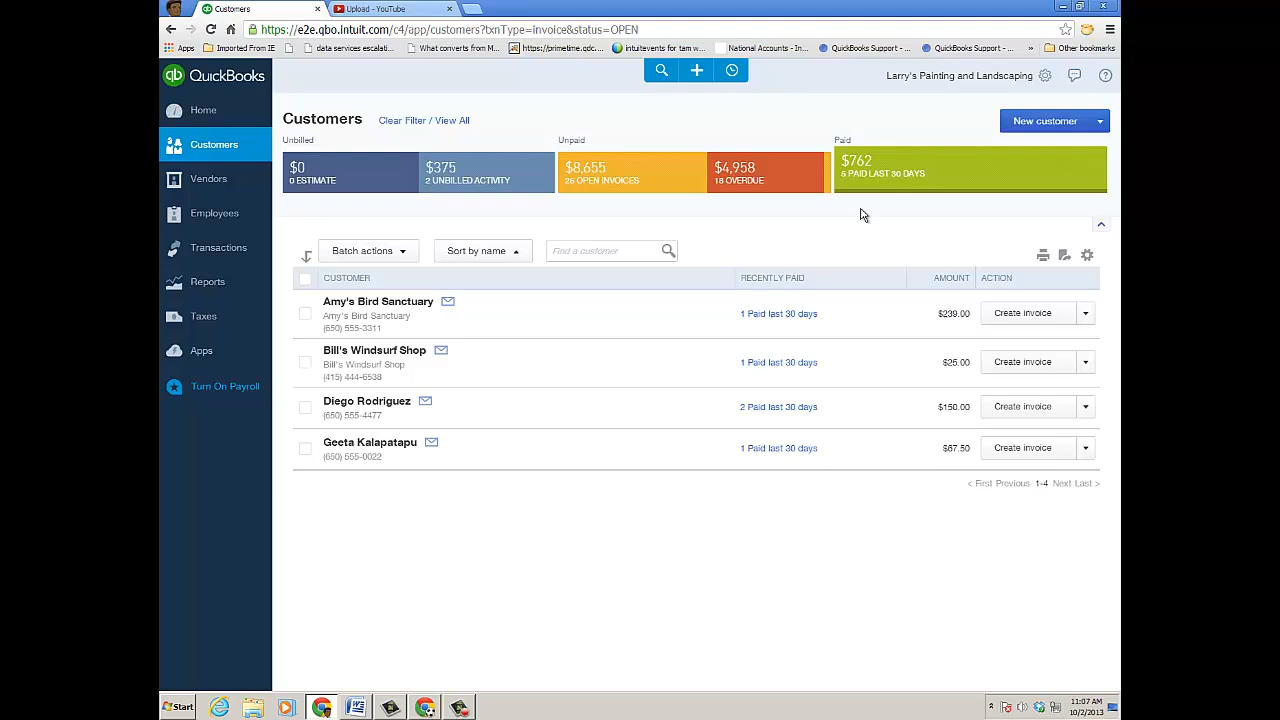 Customers
Upload - YouTube
https://e2e.qbo.intuit.com/c4/app/customers?txnType=invoice&status=OPEN
Apps
Imported From IE
data services escalati...
What converts from M...
https://primetime.qdc....
intuitevents for tam w...
National Accounts - In...
QuickBooks Support - ...
QuickBooks Support - ...
»
Other bookmarks
qb QuickBooks
Larry's Painting and Landscaping
Home
Customers
Vendors
Employees
Transactions
Reports
Taxes
Apps
Turn On Payroll
Customers
Clear Filter / View All
New customer
Unbilled
Unpaid
Paid
$0
0 ESTIMATE
$375
2 UNBILLED ACTIVITY
$8,655
26 OPEN INVOICES
$4,958
18 OVERDUE
$762
5 PAID LAST 30 DAYS
Batch actions
Sort by name
Find a customer
CUSTOMER
RECENTLY PAID
AMOUNT
ACTION
Amy's Bird Sanctuary
Amy's Bird Sanctuary
(650) 555-3311
1 Paid last 30 days
$239.00
Create invoice
Bill's Windsurf Shop
Bill's Windsurf Shop
(415) 444-6538
1 Paid last 30 days
$25.00
Create invoice
Diego Rodriguez
(650) 555-4477
2 Paid last 30 days
$150.00
Create invoice
Geeta Kalapatapu
(650) 555-0022
1 Paid last 30 days
$67.50
Create invoice
< First Previous 1-4 Next Last >
Start
11:07 AM
10/2/2013